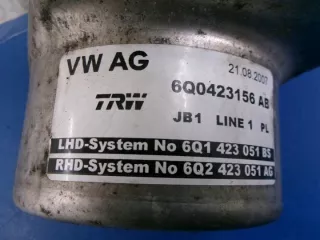 VW AG 21.08.2007
6Q0423156 AB
TRW JB1 LINE 1 PL
LHD-System No 6Q1 423 051 BS
RHD-System No 6Q2 423 051 AG